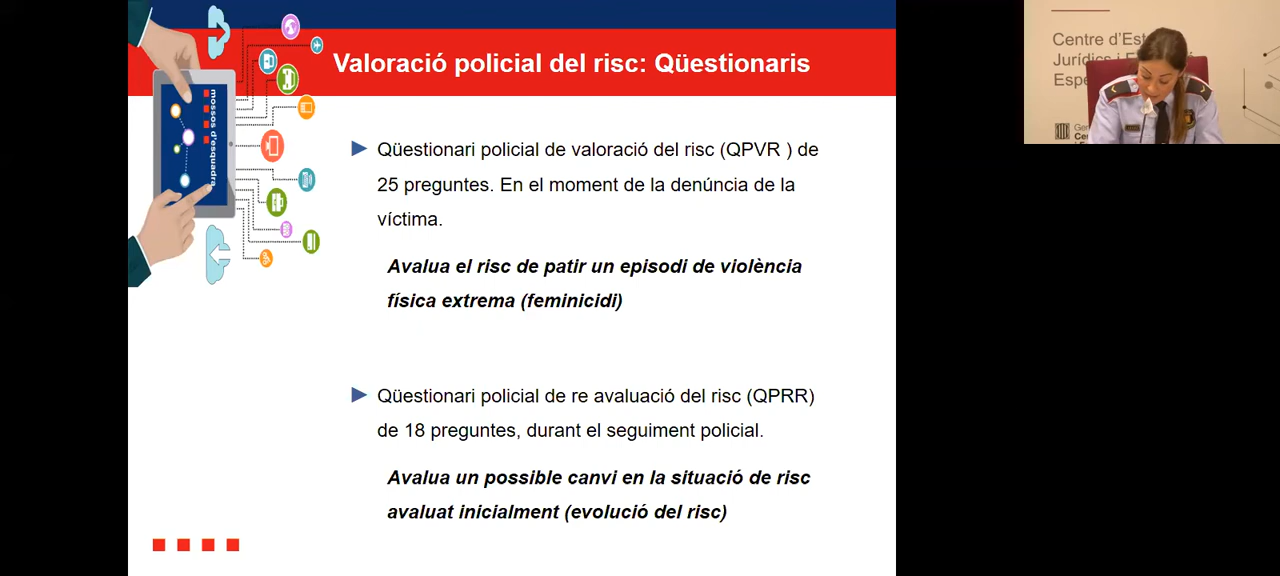 Valoració policial del risc: Qüestionaris
mossos d'esquadra
Qüestionari policial de valoració del risc (QPVR ) de
25 preguntes. En el moment de la denúncia de la
víctima.
Avalua el risc de patir un episodi de violència
física extrema (feminicidi)
Qüestionari policial de re avaluació del risc (QPRR)
de 18 preguntes, durant el seguiment policial.
Avalua un possible canvi en la situació de risc
avaluat inicialment (evolució del risc)
Centre d'Est
Jurídics i
Espe